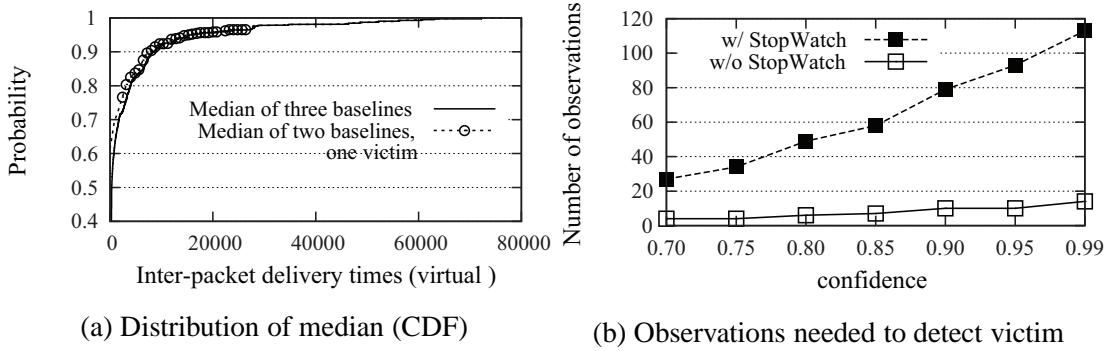 1
0.9
0.8
0.7
0.6
0.5
0.4
Probability
Median of three baselines
Median of two baselines,
one victim
0
20000
40000
60000
80000
Inter-packet delivery times (virtual )
(a) Distribution of median (CDF)
120
100
80
60
40
20
0
Number of observations
w/ StopWatch
w/o StopWatch
0.70
0.75
0.80
0.85
0.90
0.95
0.99
confidence
(b) Observations needed to detect victim